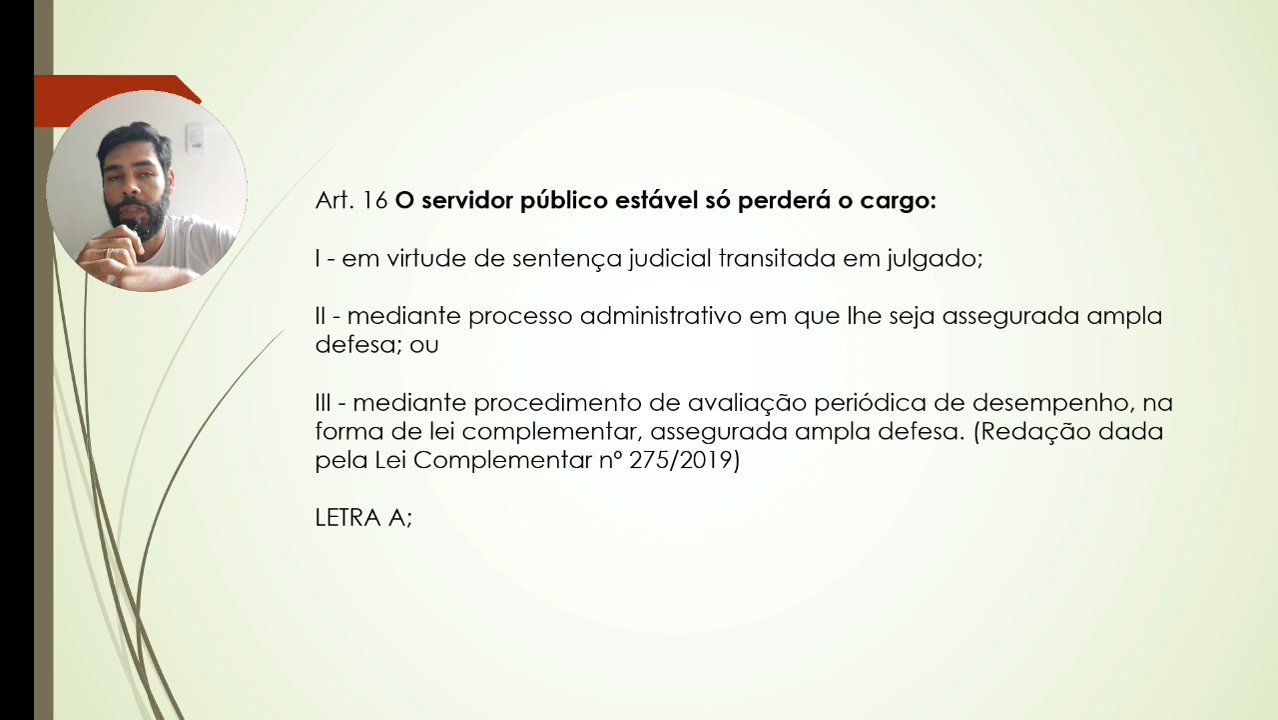 Art. 16 O servidor público estável só perderá o cargo:
I - em virtude de sentença judicial transitada em julgado;
II - mediante processo administrativo em que lhe seja assegurada ampla
defesa; ou
III - mediante procedimento de avaliação periódica de desempenho, na
forma de lei complementar, assegurada ampla defesa. (Redação dada
pela Lei Complementar nº 275/2019)
LETRA A;